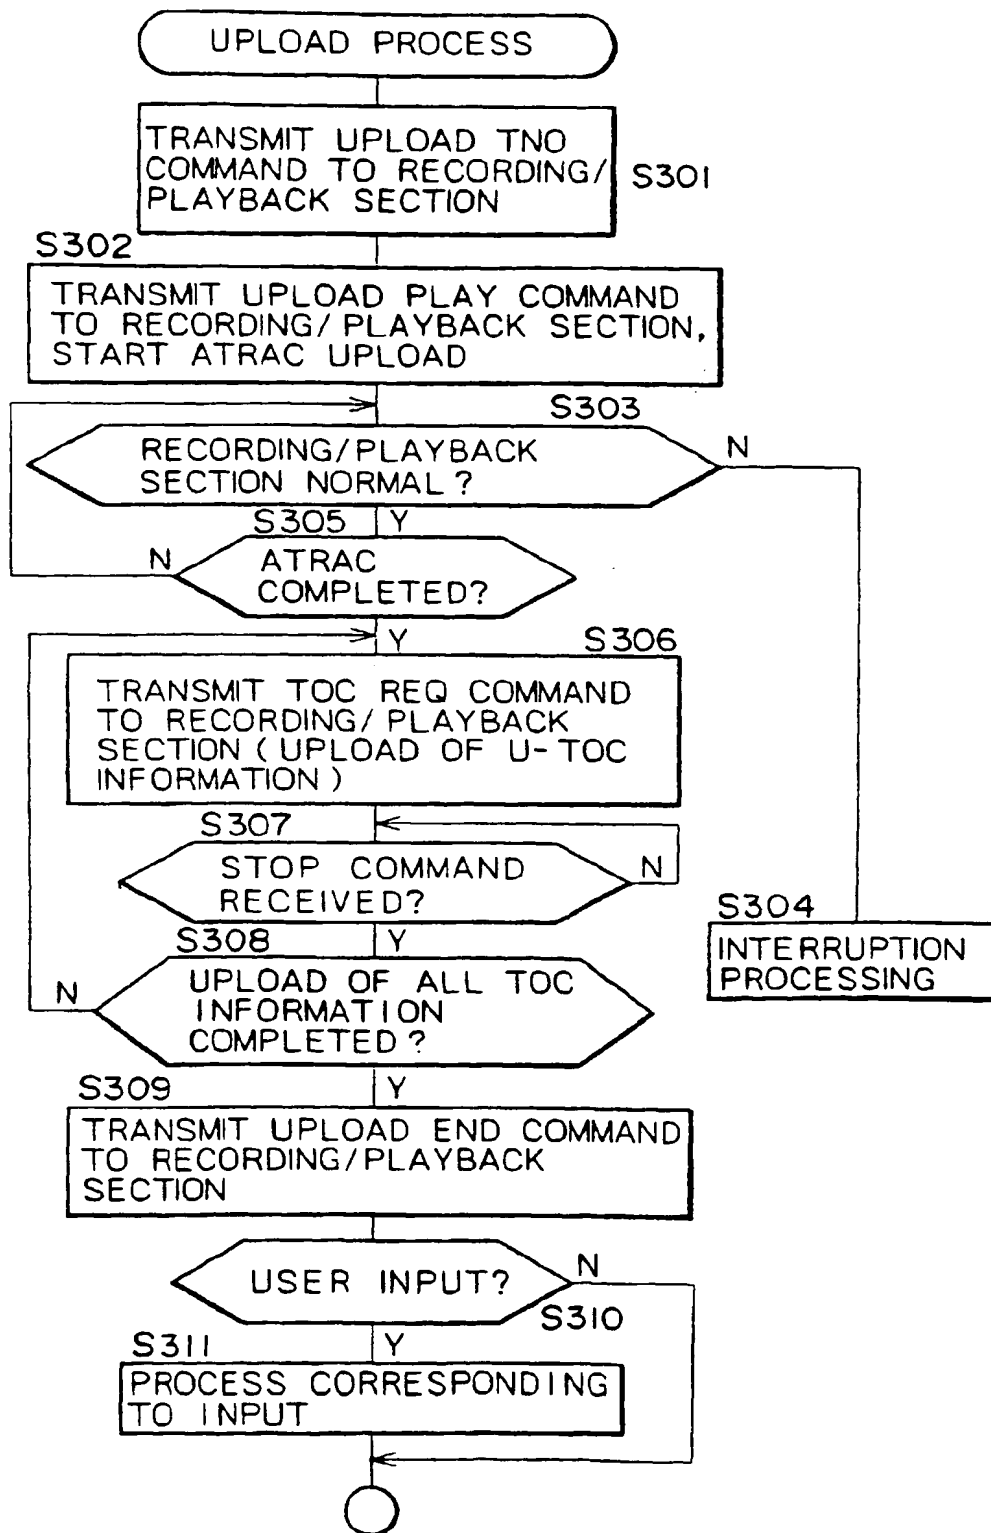 UPLOAD PROCESS
TRANSMIT UPLOAD TNO
COMMAND TO RECORDING/
PLAYBACK SECTION
S301
S302
TRANSMIT UPLOAD PLAY COMMAND
TO RECORDING/PLAYBACK SECTION,
START ATRAC UPLOAD
S303
RECORDING/PLAYBACK
SECTION NORMAL?
N
S305
Y
N
ATRAC
COMPLETED?
Y
S306
TRANSMIT TOC REQ COMMAND
TO RECORDING/PLAYBACK
SECTION (UPLOAD OF U-TOC
INFORMATION)
S307
STOP COMMAND
RECEIVED?
N
S304
INTERRUPTION
PROCESSING
S308
Y
N
UPLOAD OF ALL TOC
INFORMATION
COMPLETED?
S309
Y
TRANSMIT UPLOAD END COMMAND
TO RECORDING/PLAYBACK
SECTION
USER INPUT?
N
S310
S311
Y
PROCESS CORRESPONDING
TO INPUT